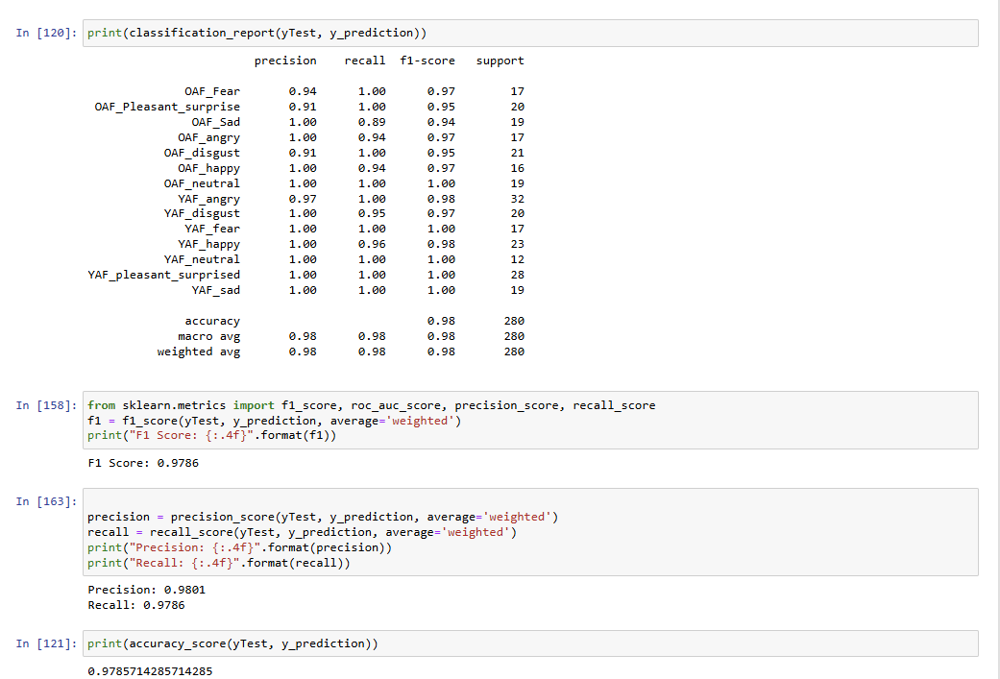 In [120]: print(classification_report(yTest, y_prediction))
precision recall f1-score support
OAF_Fear 0.94 1.00 0.97 17
OAF_Pleasant_surprise 0.91 1.00 0.95 20
OAF_Sad 1.00 0.89 0.94 19
OAF_angry 1.00 0.94 0.97 17
OAF_disgust 0.91 1.00 0.95 21
OAF_happy 1.00 0.94 0.97 16
OAF_neutral 1.00 1.00 1.00 19
YAF_angry 0.97 1.00 0.98 32
YAF_disgust 1.00 0.95 0.97 20
YAF_fear 1.00 1.00 1.00 17
YAF_happy 1.00 0.96 0.98 23
YAF_neutral 1.00 1.00 1.00 12
YAF_pleasant_surprised 1.00 1.00 1.00 28
YAF_sad 1.00 1.00 1.00 19
accuracy 0.98 280
macro avg 0.98 0.98 0.98 280
weighted avg 0.98 0.98 0.98 280
In [158]: from sklearn.metrics import f1_score, roc_auc_score, precision_score, recall_score
f1 = f1_score(yTest, y_prediction, average='weighted')
print("F1 Score: {:.4f}".format(f1))
F1 Score: 0.9786
In [163]:
precision = precision_score(yTest, y_prediction, average='weighted')
recall = recall_score(yTest, y_prediction, average='weighted')
print("Precision: {:.4f}".format(precision))
print("Recall: {:.4f}".format(recall))
Precision: 0.9801
Recall: 0.9786
In [121]: print(accuracy_score(yTest, y_prediction))
0.9785714285714285